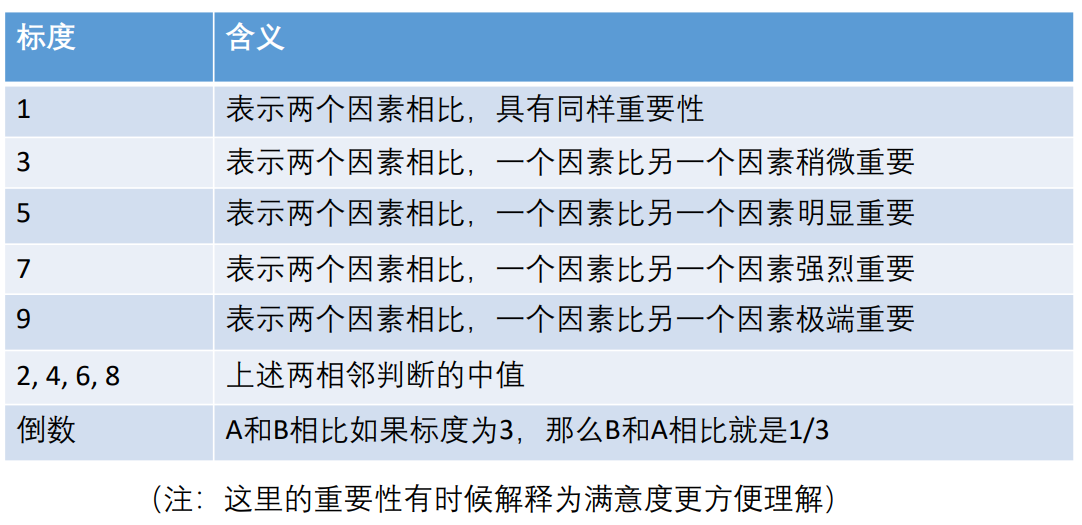 标度 含义
1 表示两个因素相比，具有同样重要性
3 表示两个因素相比，一个因素比另一个因素稍微重要
5 表示两个因素相比，一个因素比另一个因素明显重要
7 表示两个因素相比，一个因素比另一个因素强烈重要
9 表示两个因素相比，一个因素比另一个因素极端重要
2, 4, 6, 8 上述两相邻判断的中值
倒数 A和B相比如果标度为3，那么B和A相比就是1/3
（注：这里的重要性有时候解释为满意度更方便理解）